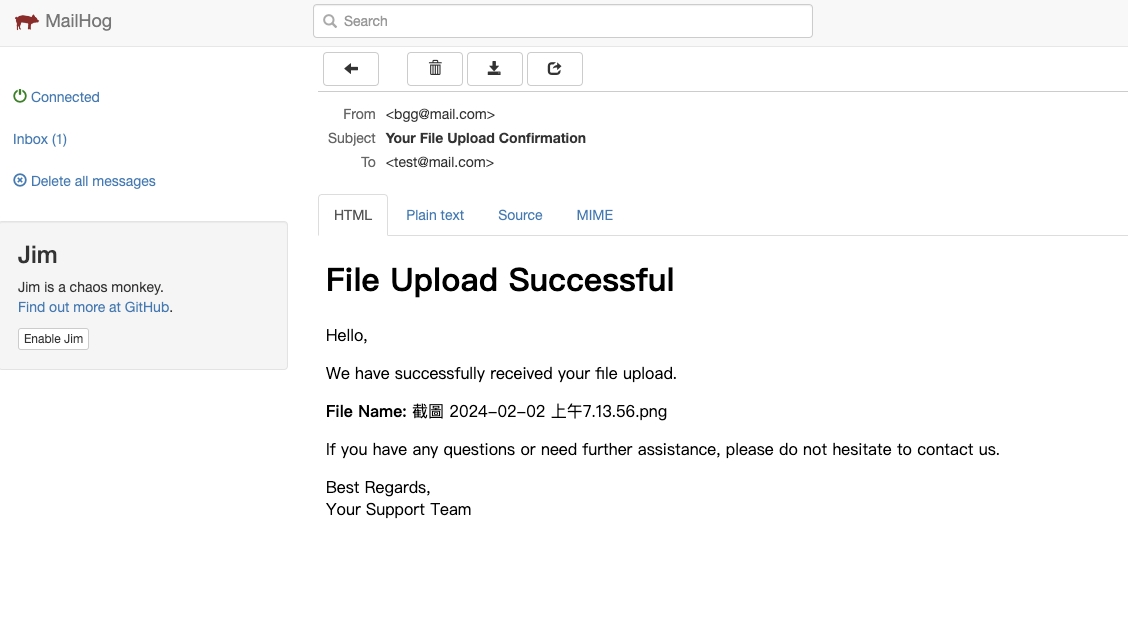 MailHog
Search
Connected
Inbox (1)
Delete all messages
Jim
Jim is a chaos monkey.
Find out more at GitHub.
Enable Jim
From <bgg@mail.com>
Subject Your File Upload Confirmation
To <test@mail.com>
HTML Plain text Source MIME
File Upload Successful
Hello,
We have successfully received your file upload.
File Name: 截圖 2024-02-02 上午7.13.56.png
If you have any questions or need further assistance, please do not hesitate to contact us.
Best Regards,
Your Support Team